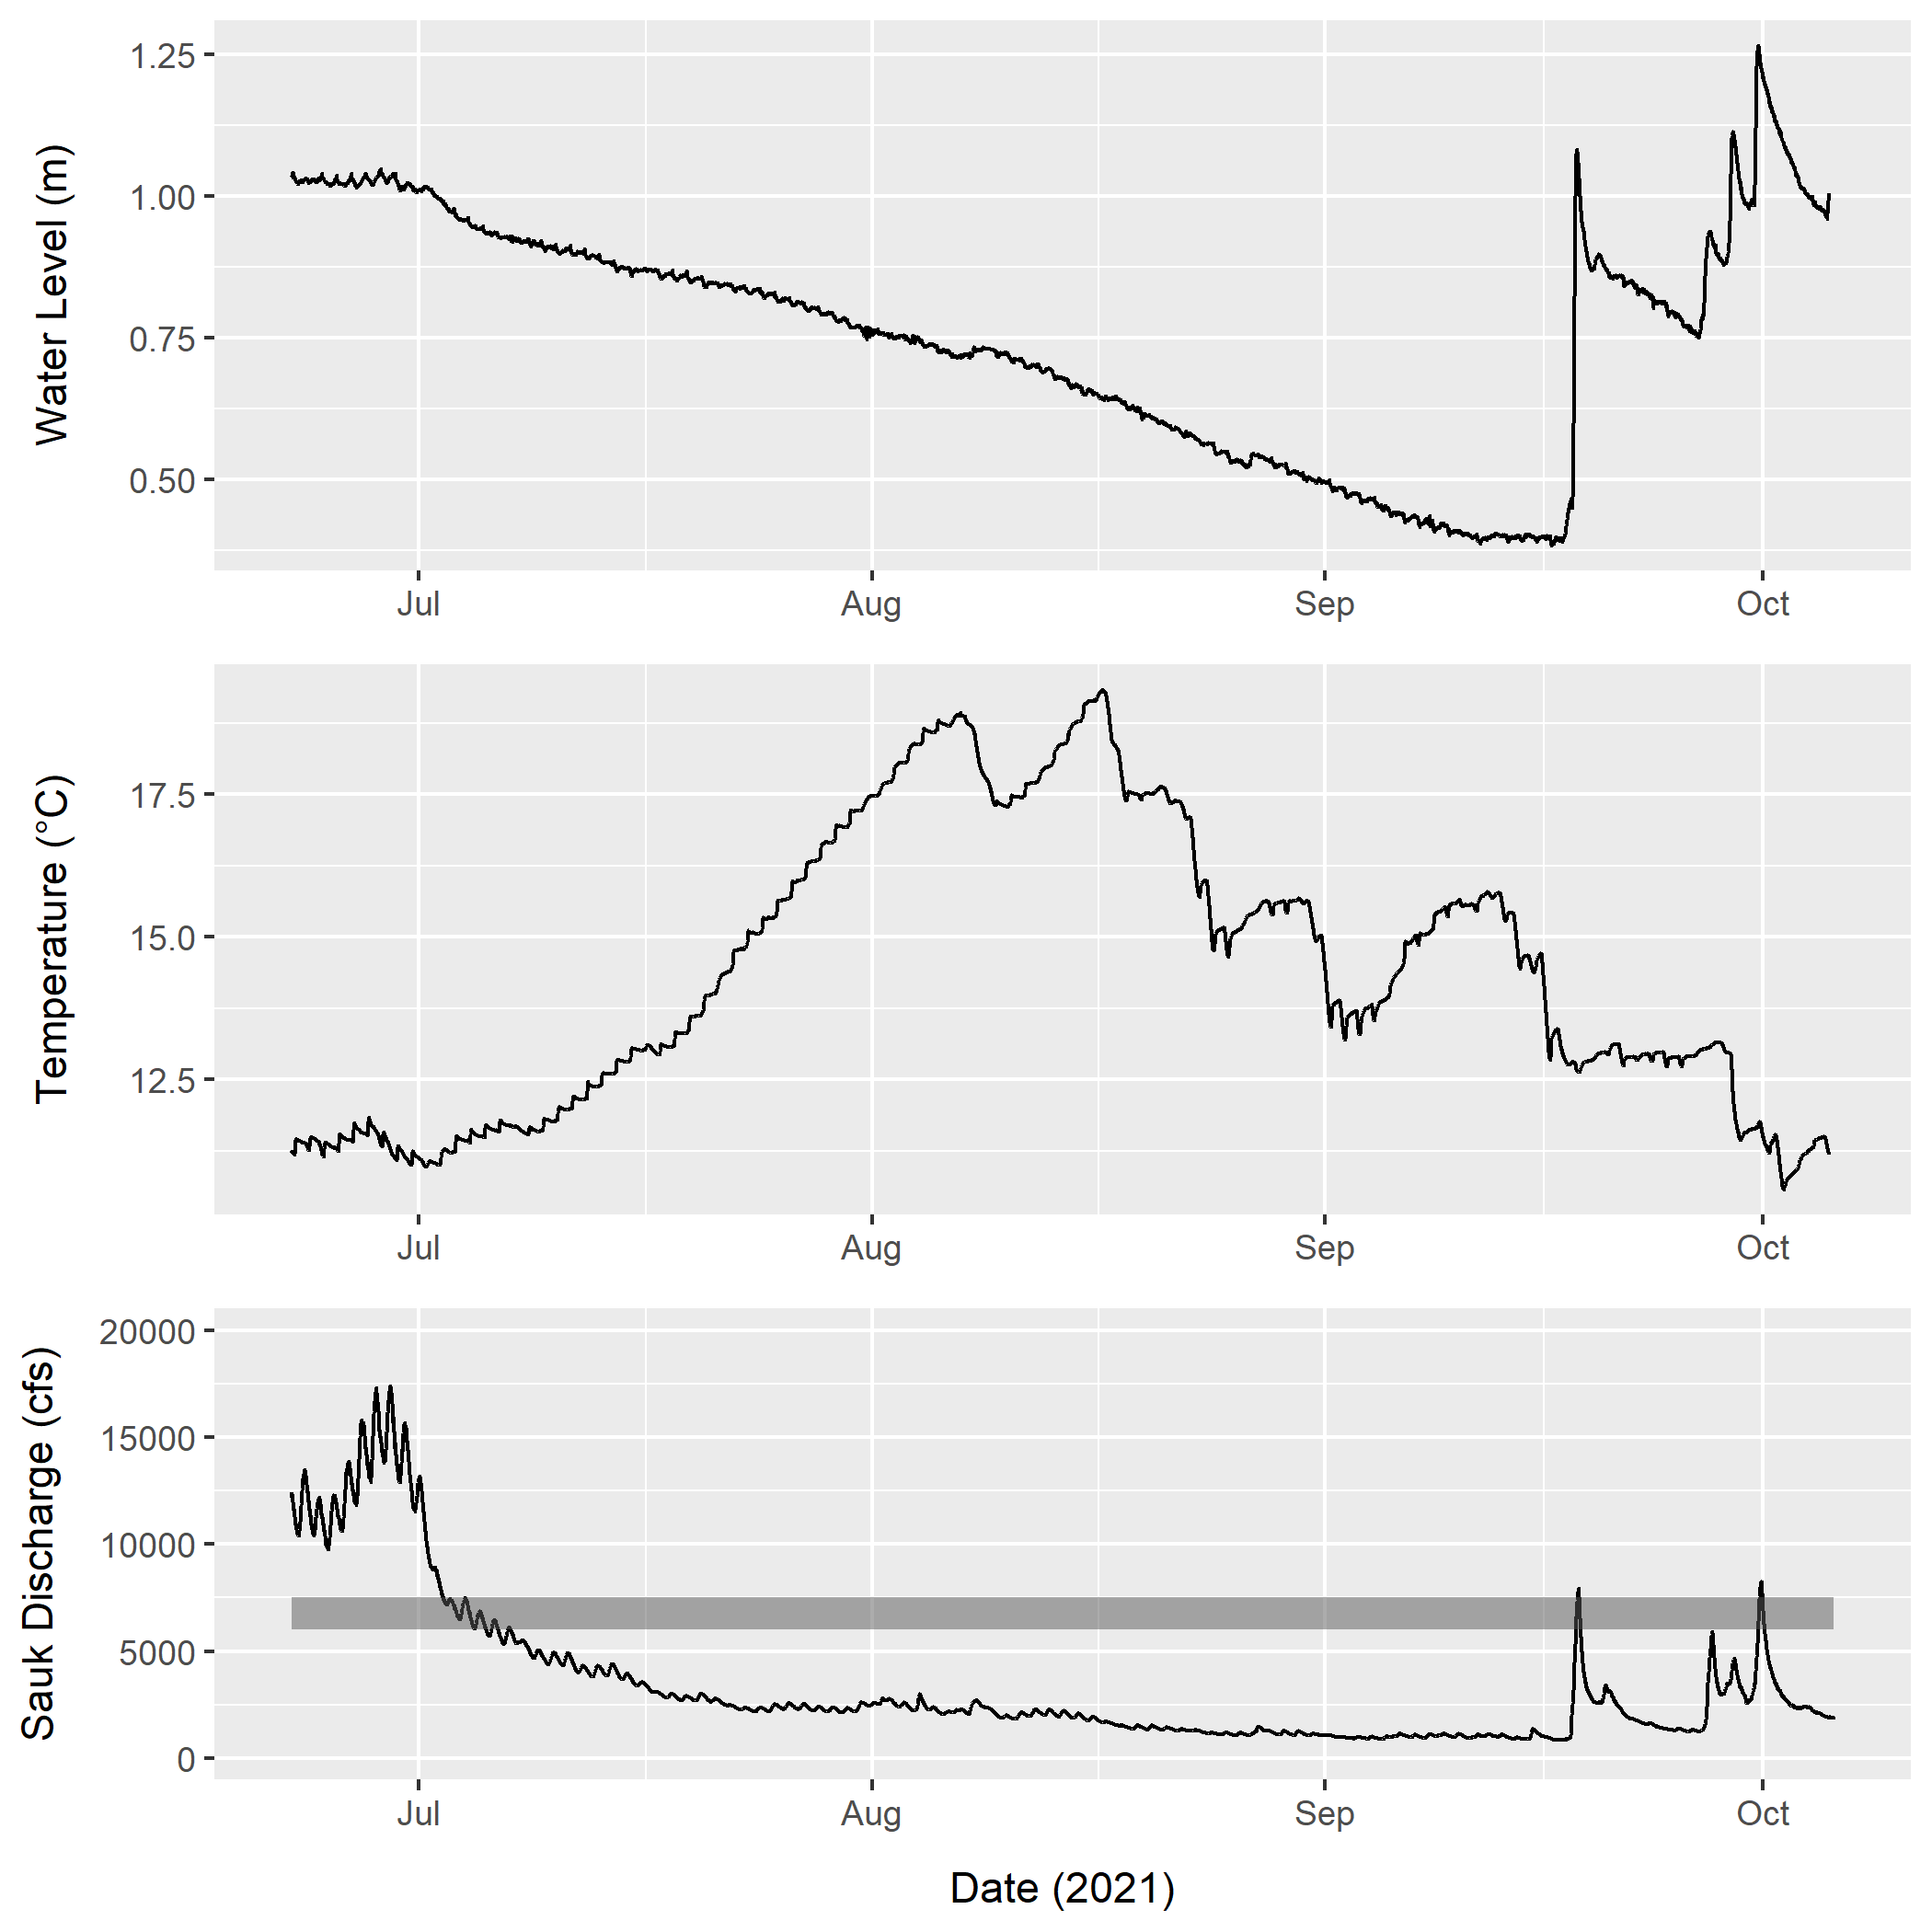 Water Level (m)
1.25
1.00
0.75
0.50
Jul Aug Sep Oct
Temperature (°C)
17.5
15.0
12.5
Jul Aug Sep Oct
Sauk Discharge (cfs)
20000
15000
10000
5000
0
Jul Aug Sep Oct
Date (2021)